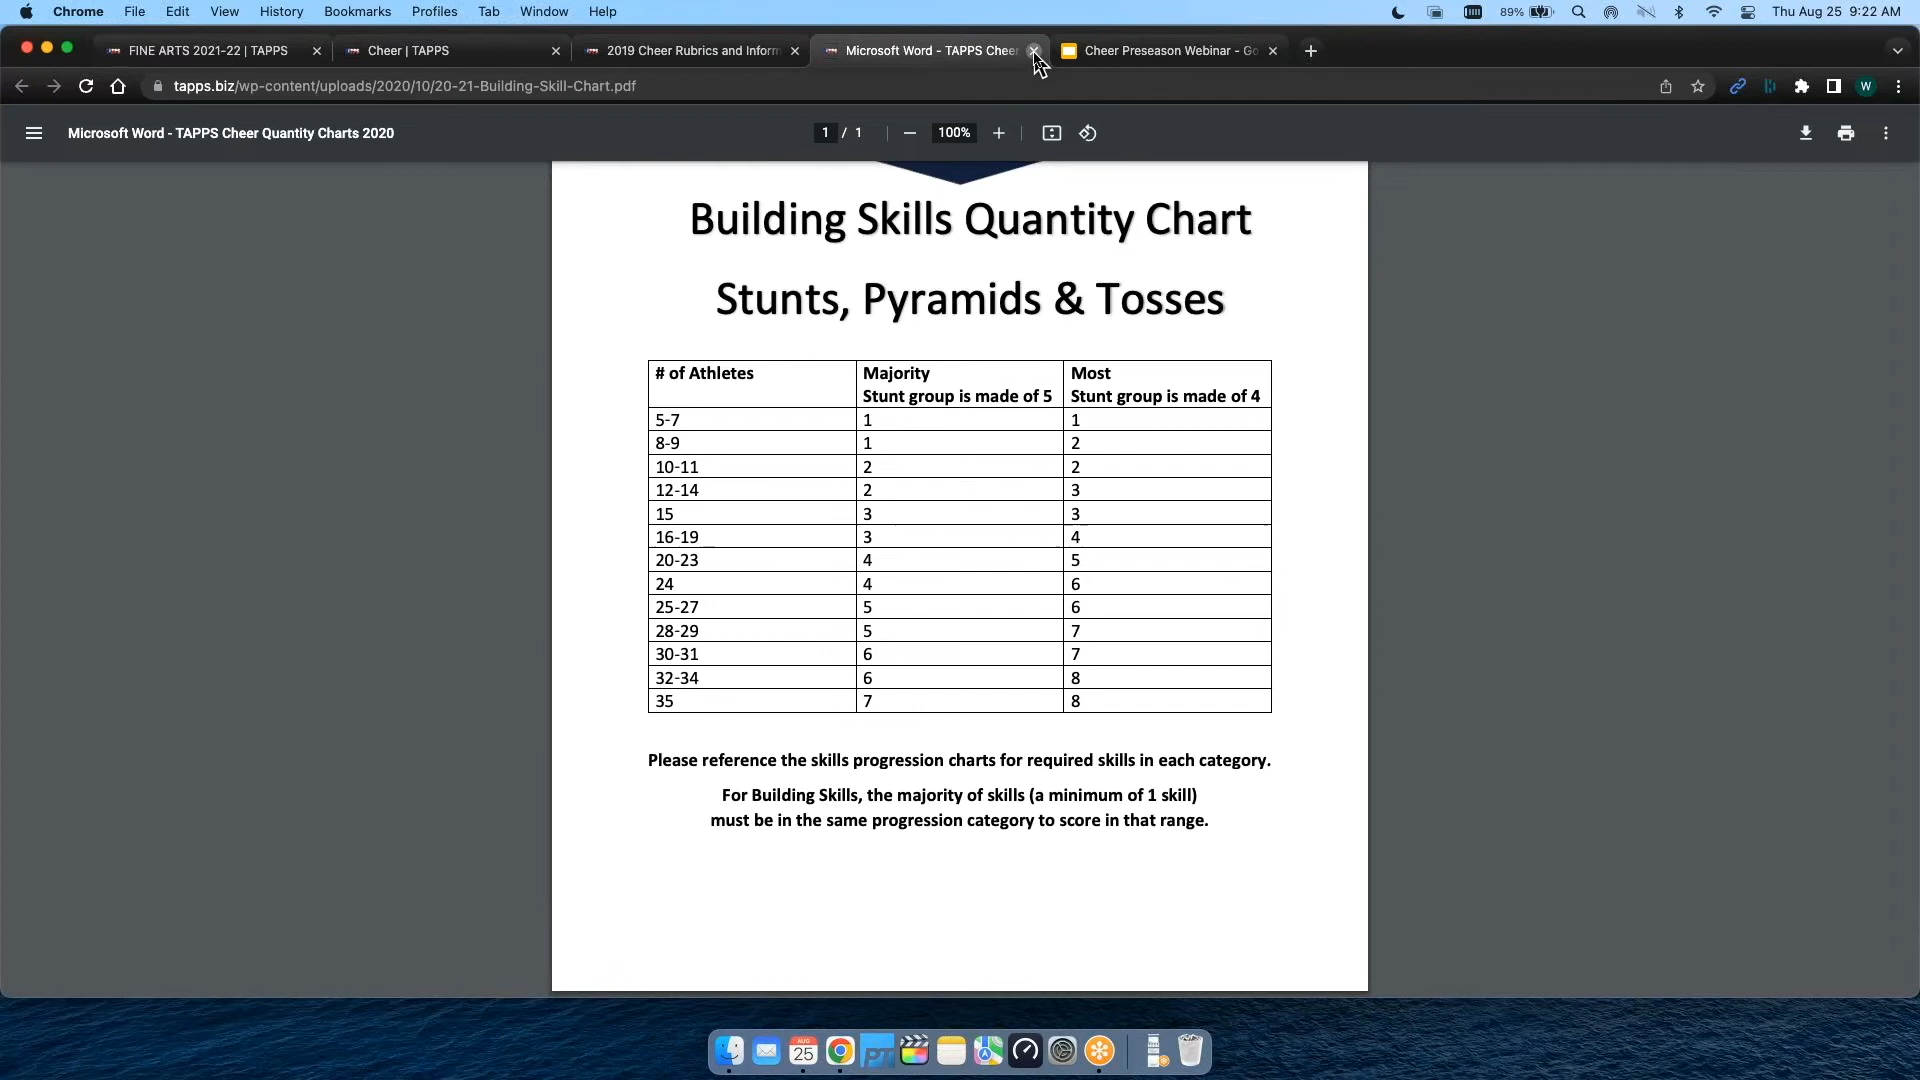 Chrome File Edit View History Bookmarks Profiles Tab Window Help 89% Thu Aug 25 9:22 AM
FINE ARTS 2021-22 | TAPPS Cheer | TAPPS 2019 Cheer Rubrics and Inform Microsoft Word - TAPPS Cheer Cheer Preseason Webinar - Go
tapps.biz/wp-content/uploads/2020/10/20-21-Building-Skill-Chart.pdf W
Microsoft Word - TAPPS Cheer Quantity Charts 2020 1 / 1 100%
Building Skills Quantity Chart
Stunts, Pyramids & Tosses
# of Athletes Majority Most
Stunt group is made of 5 Stunt group is made of 4
5-7 1 1
8-9 1 2
10-11 2 2
12-14 2 3
15 3 3
16-19 3 4
20-23 4 5
24 4 6
25-27 5 6
28-29 5 7
30-31 6 7
32-34 6 8
35 7 8
Please reference the skills progression charts for required skills in each category.
For Building Skills, the majority of skills (a minimum of 1 skill)
must be in the same progression category to score in that range.
AUG
25 PT